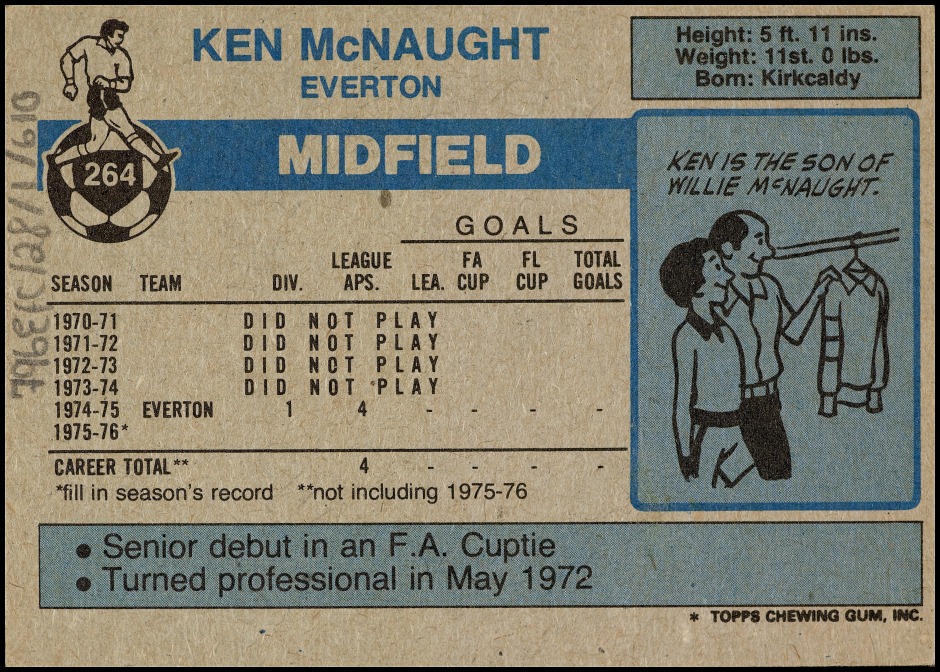 KEN McNAUGHT
EVERTON
Height: 5 ft. 11 ins.
Weight: 11st. 0 lbs.
Born: Kirkcaldy
MIDFIELD
264
KEN IS THE SON OF
WILLIE McNAUGHT.
GOALS
SEASON TEAM DIV. LEAGUE APS. LEA. FA CUP FL CUP TOTAL GOALS
1970-71 DID NOT PLAY
1971-72 DID NOT PLAY
1972-73 DID NOT PLAY
1973-74 DID NOT PLAY
1974-75 EVERTON 1 4 - - - -
1975-76*
CAREER TOTAL** 4 - - - -
*fill in season's record **not including 1975-76
• Senior debut in an F.A. Cuptie
• Turned professional in May 1972
* TOPPS CHEWING GUM, INC.
796EFC/28/1/610